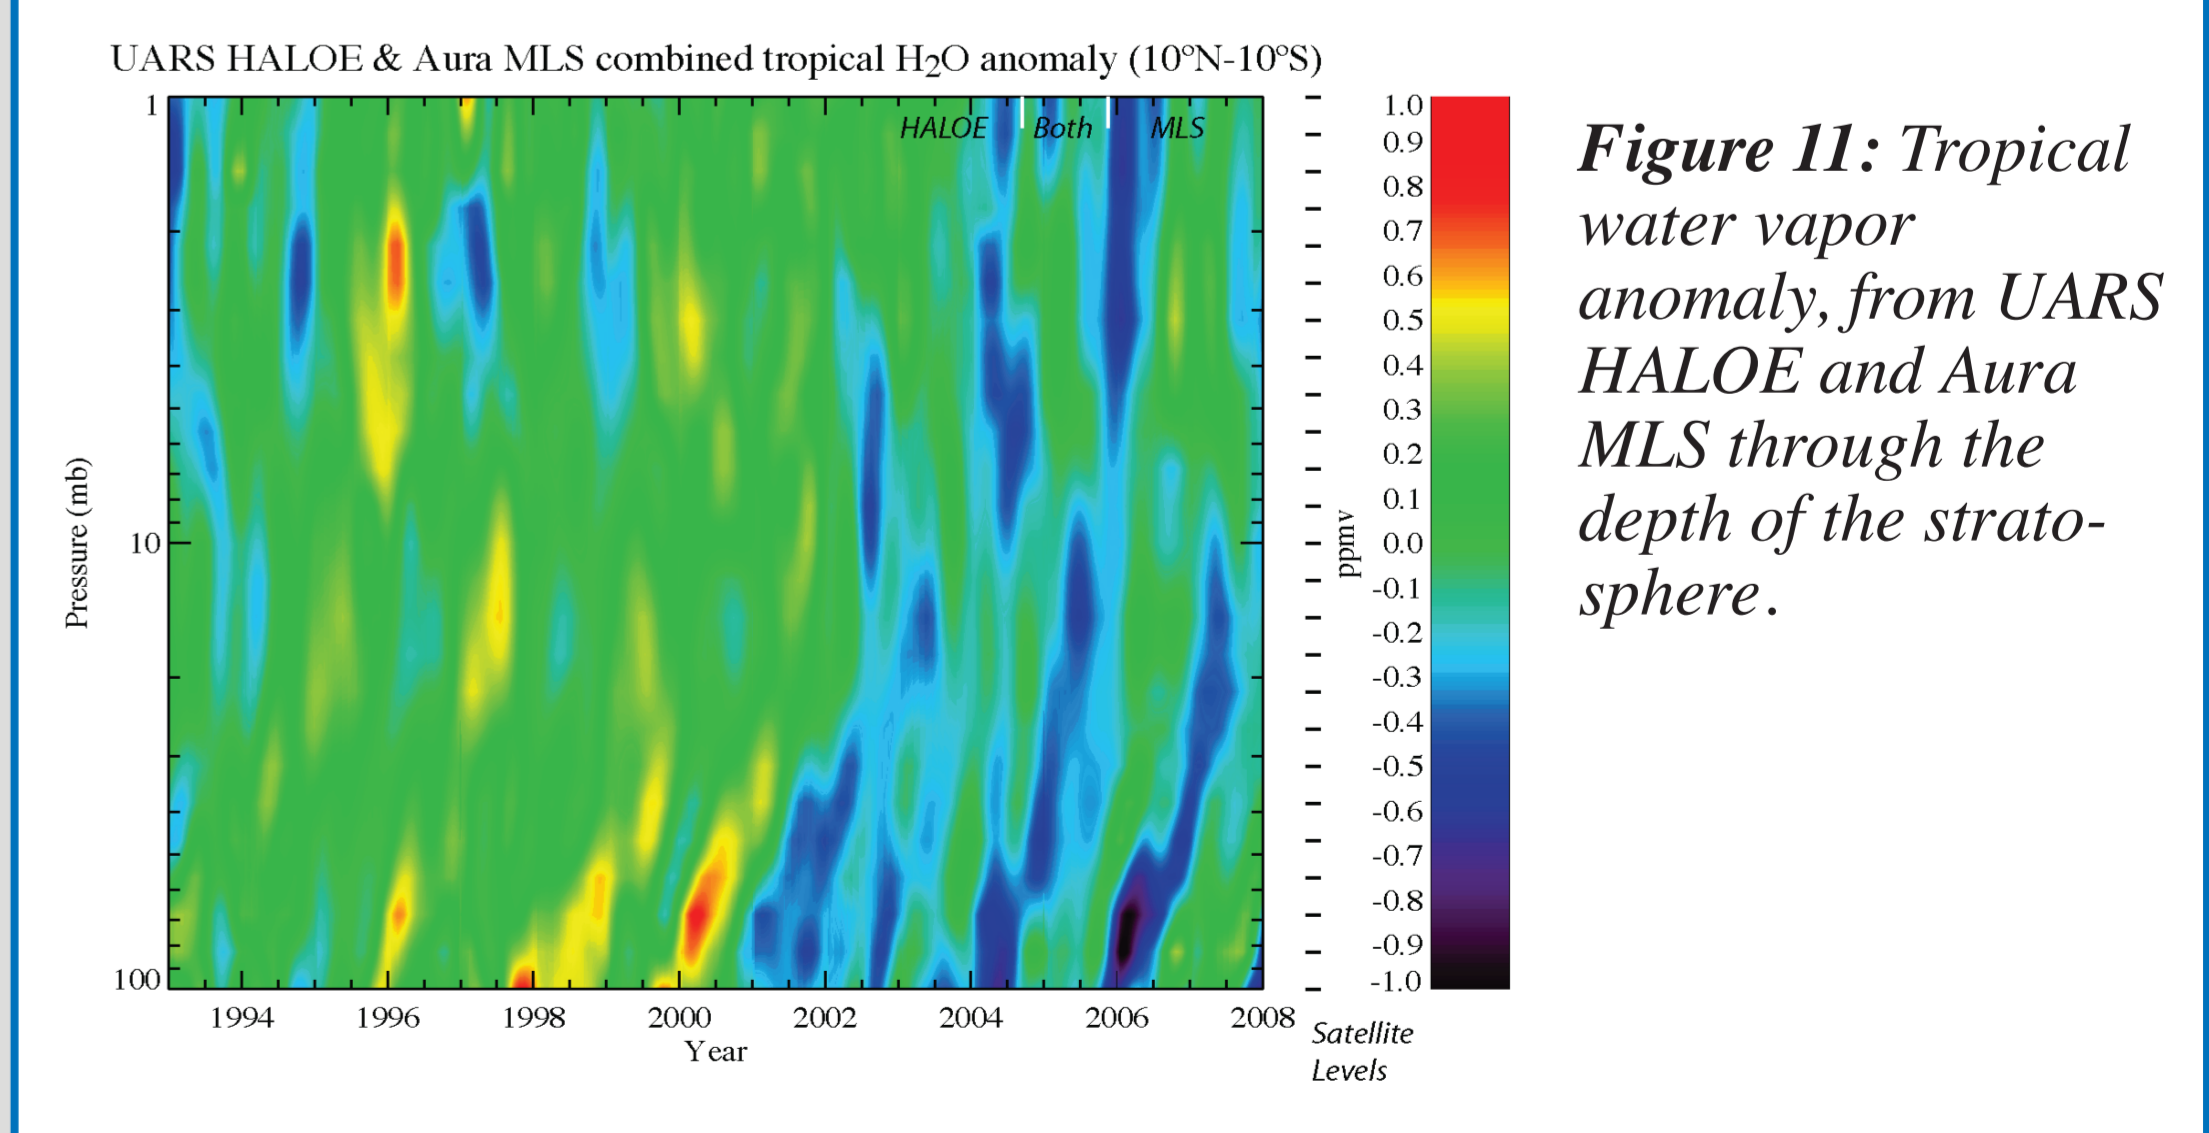 UARS HALOE & Aura MLS combined tropical H₂O anomaly (10°N-10°S)
1
10
100
Pressure (mb)
HALOE
Both
MLS
1994
1996
1998
2000
2002
2004
2006
2008
Year
Satellite
Levels
ppmv
1.0
0.9
0.8
0.7
0.6
0.5
0.4
0.3
0.2
0.1
0.0
-0.1
-0.2
-0.3
-0.4
-0.5
-0.6
-0.7
-0.8
-0.9
-1.0
Figure 11: Tropical
water vapor
anomaly, from UARS
HALOE and Aura
MLS through the
depth of the strato-
sphere.